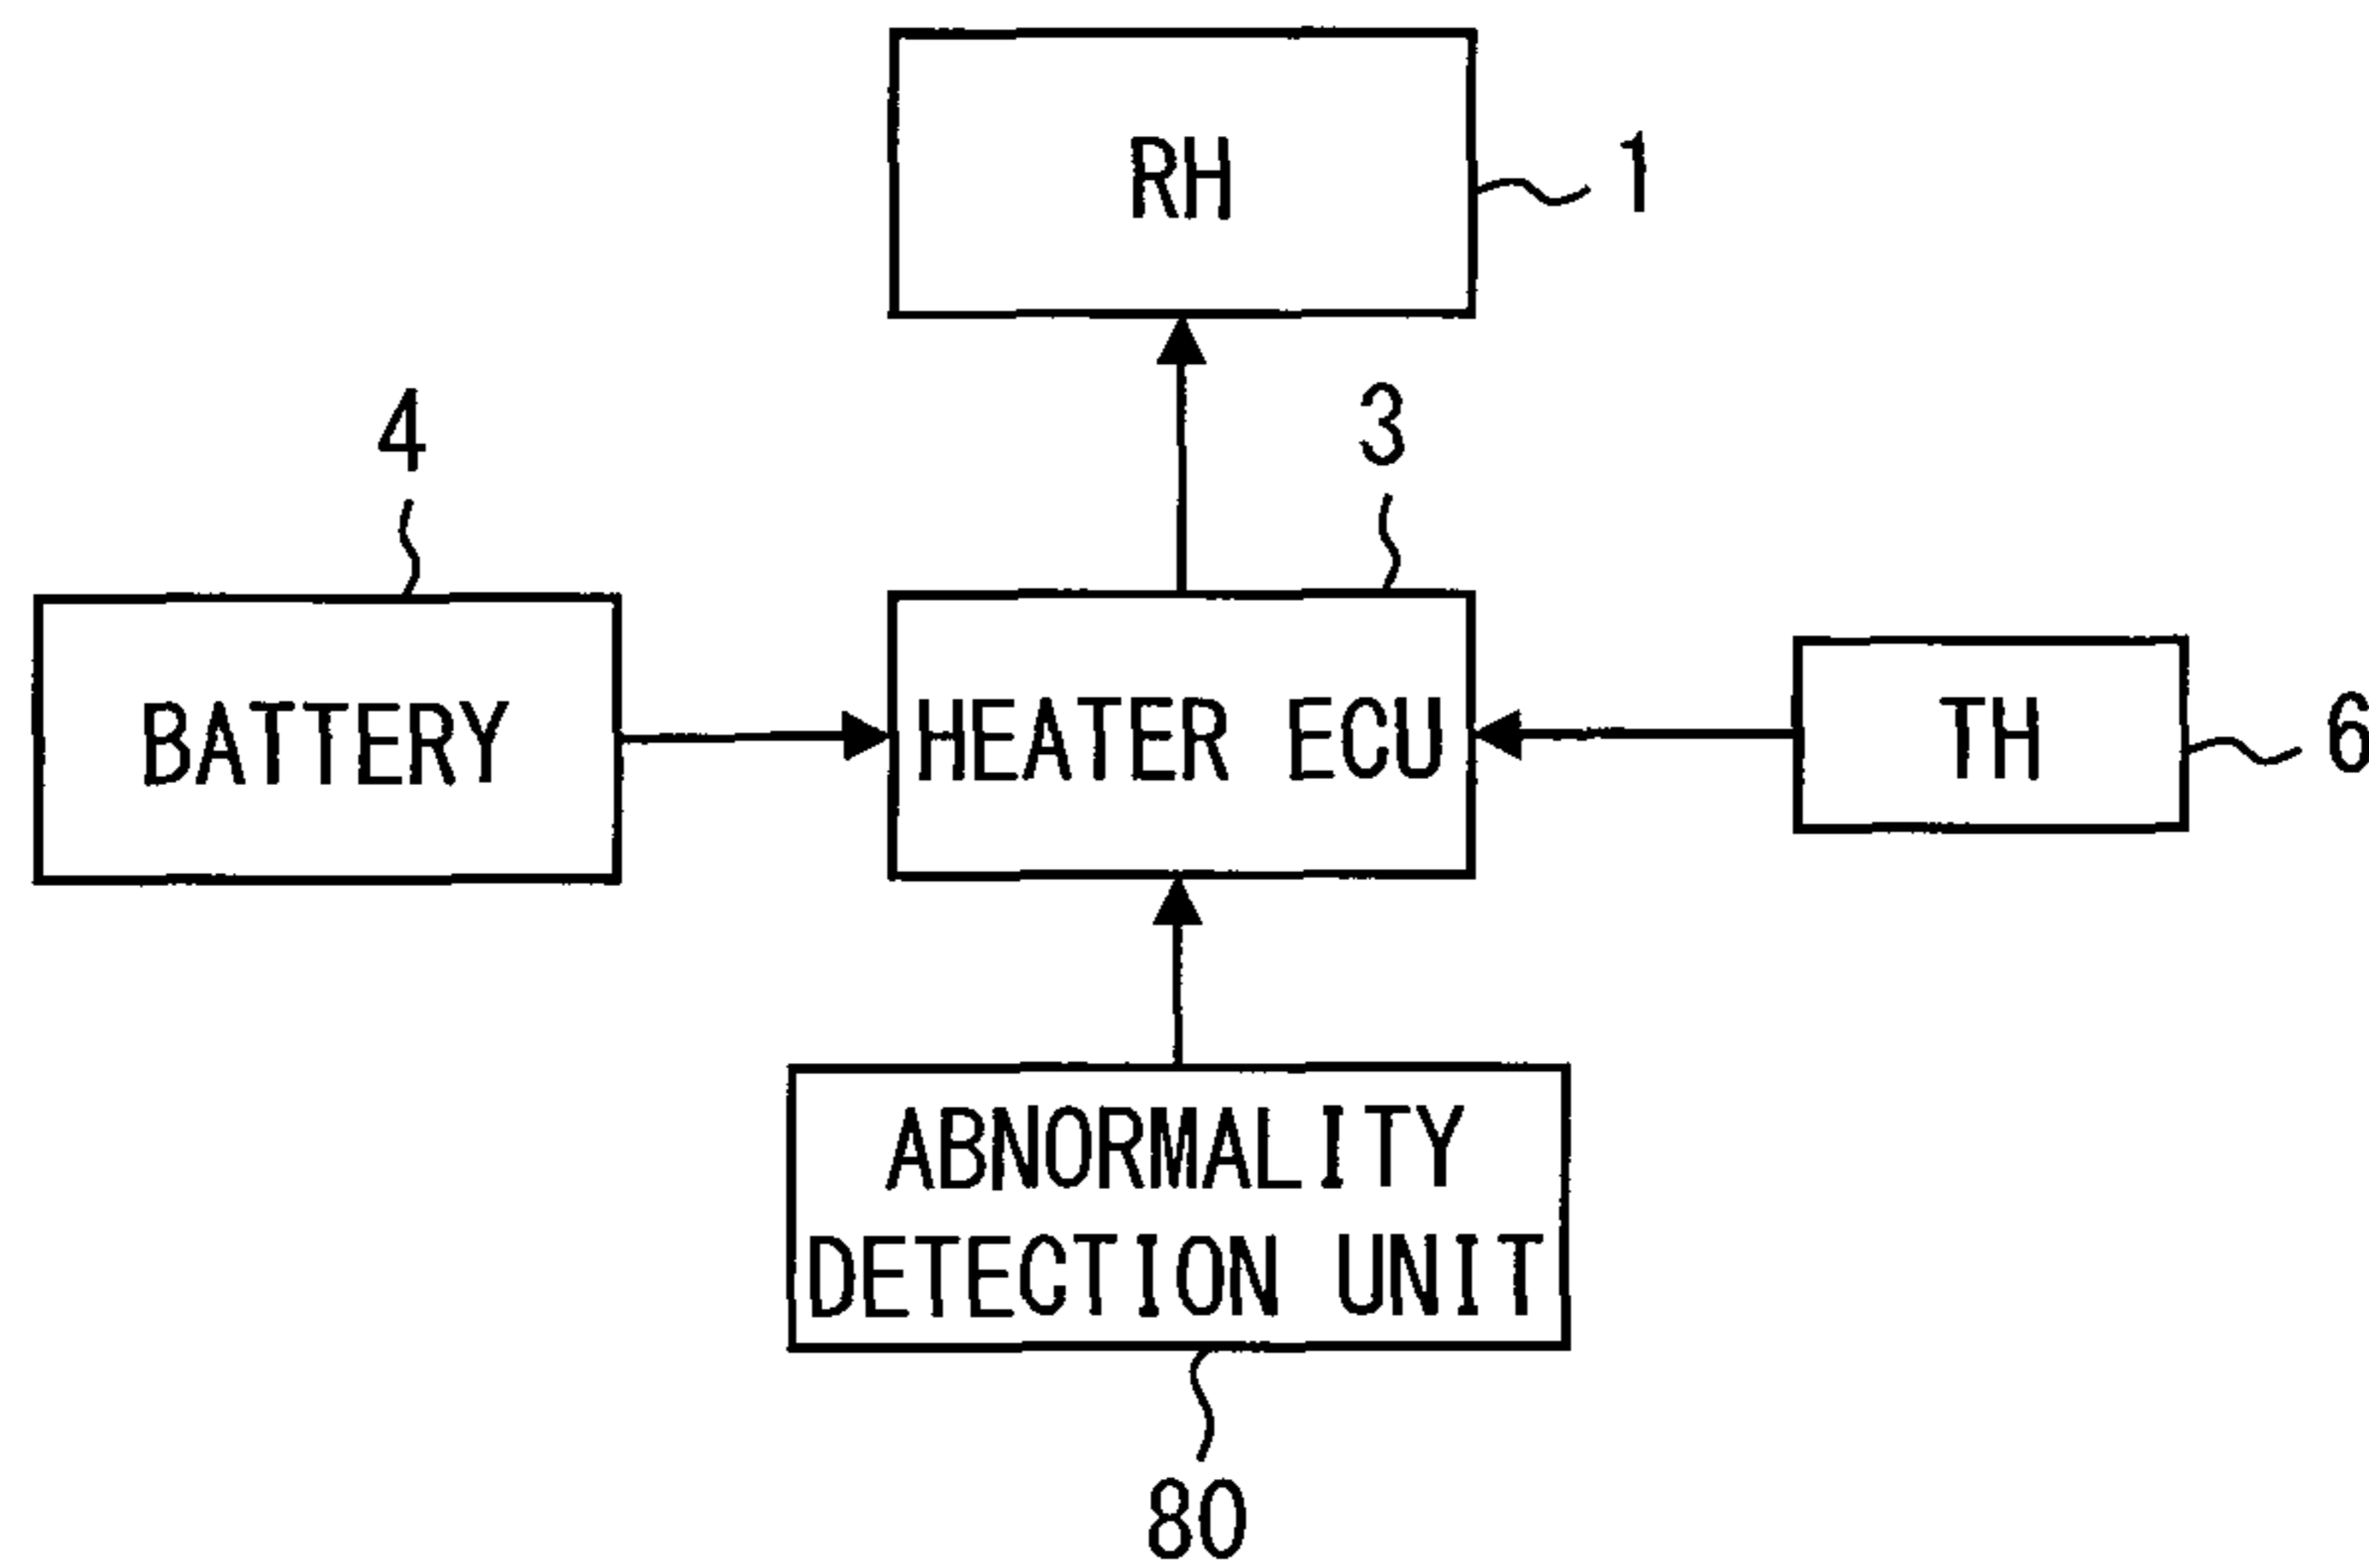 RH
1
4
3
BATTERY
HEATER ECU
TH
6
ABNORMALITY
DETECTION UNIT
80